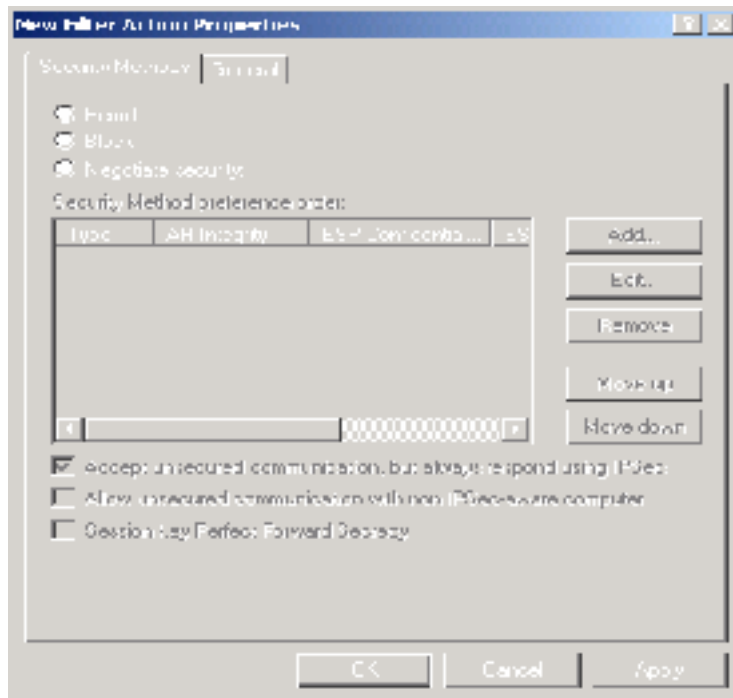 New Filter Action Properties
Security Methods General
Permit
Block
Negotiate security:
Security Method preference order:
Type AH Integrity ESP Confidentia... ES
Add...
Edit...
Remove
Move up
Move down
Accept unsecured communication, but always respond using IPSec
Allow unsecured communication with non IPSec-aware computer
Session key Perfect Forward Secrecy
OK Cancel Apply